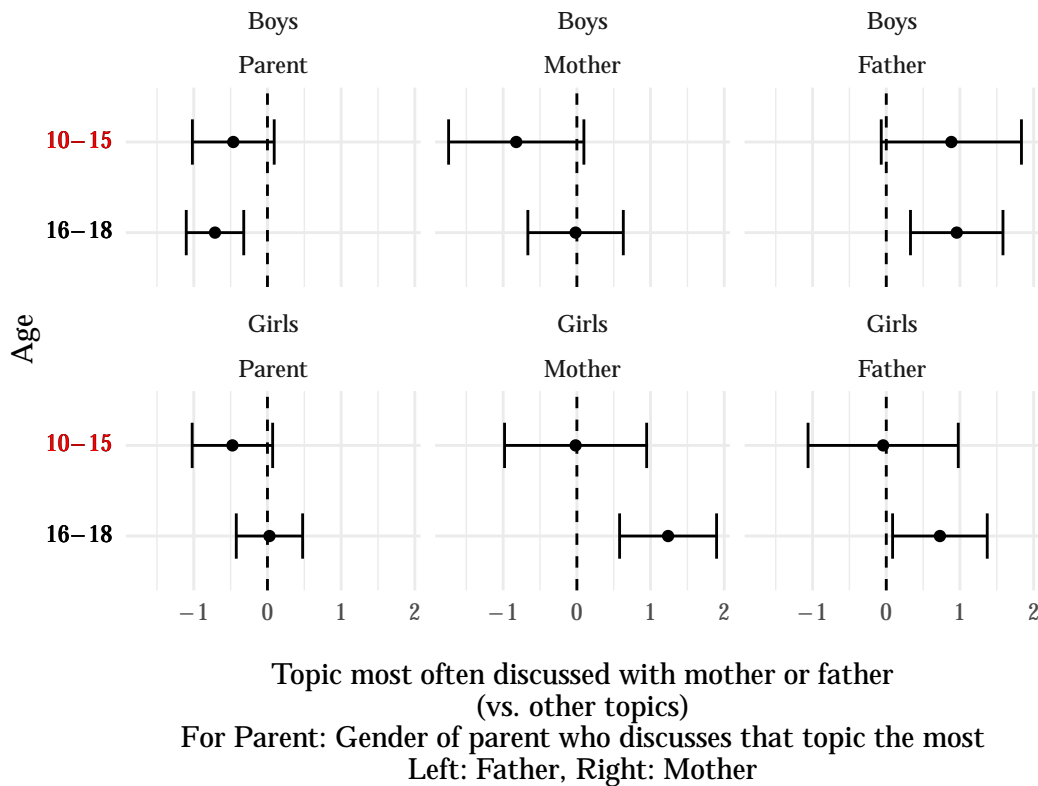 Boys Boys Boys
Parent Mother Father
10–15
16–18
Age
Girls Girls Girls
Parent Mother Father
10–15
16–18
−1 0 1 2 −1 0 1 2 −1 0 1 2
Topic most often discussed with mother or father
(vs. other topics)
For Parent: Gender of parent who discusses that topic the most
Left: Father, Right: Mother